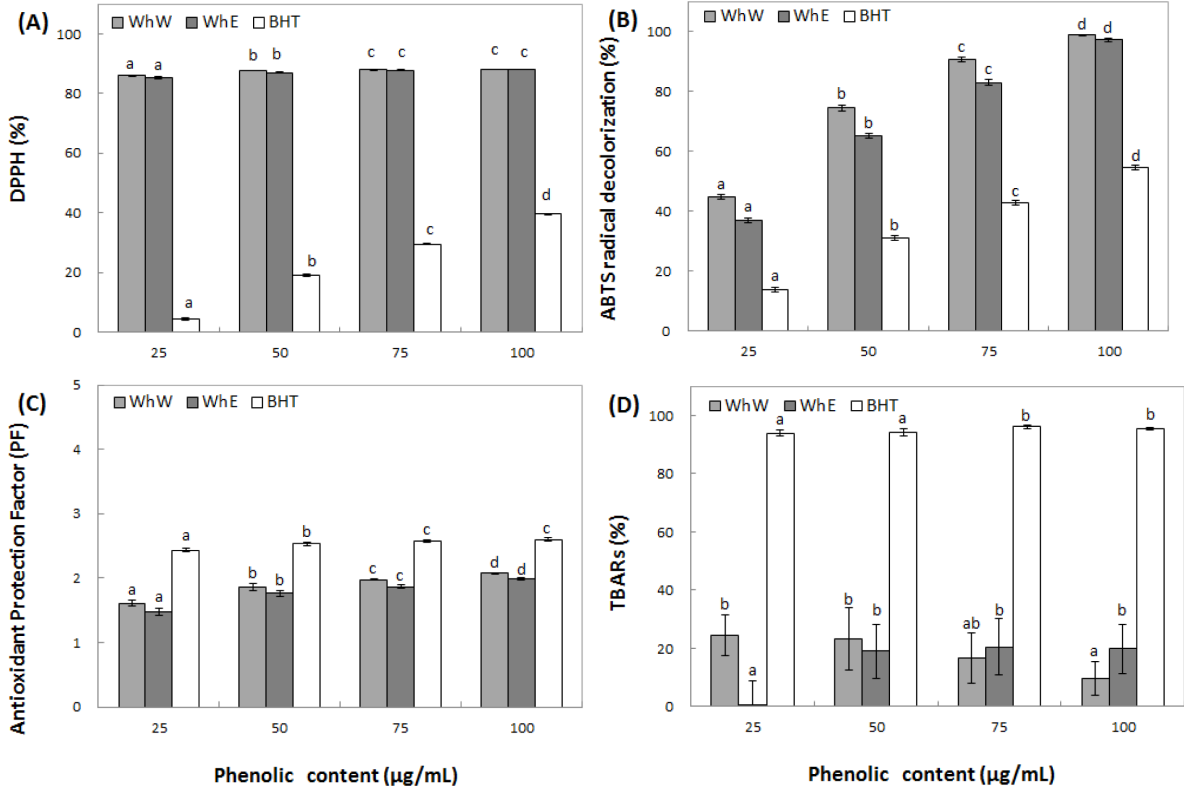 (A)
WhW WhE BHT
DPPH (%)
100
80
60
40
20
0
a a a
b b b
c c c
c c d
25 50 75 100
(B)
WhW WhE BHT
ABTS radical decolorization (%)
100
80
60
40
20
0
a a a
b b b
c c c
d d d
25 50 75 100
(C)
WhW WhE BHT
Antioxidant Protection Factor (PF)
5
4
3
2
1
0
a a a
b b b
c c c
d d c
25 50 75 100
Phenolic content (µg/mL)
(D)
WhW WhE BHT
TBARs (%)
100
80
60
40
20
0
b a a
b b a
ab b b
a b b
25 50 75 100
Phenolic content (µg/mL)